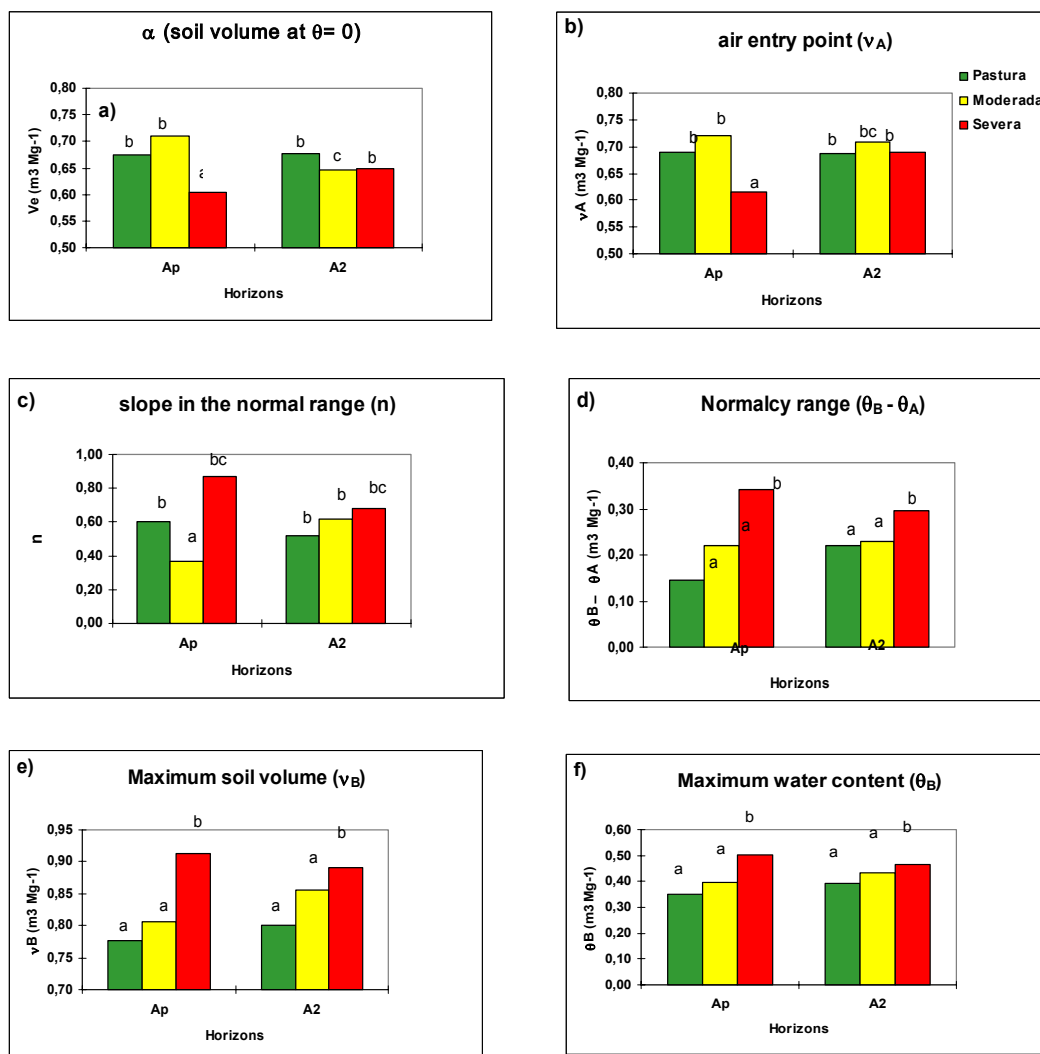 α (soil volume at θ= 0)
a)
Ve (m3 Mg-1)
0,80
0,75
0,70
0,65
0,60
0,55
0,50
b
b
b
c
b
Ap
A2
Horizons
b)
air entry point (νA)
Pastura
Moderada
Severa
νA (m3 Mg-1)
0,80
0,75
0,70
0,65
0,60
0,55
0,50
b
b
a
b
bc
b
Ap
A2
Horizons
c)
slope in the normal range (n)
n
1,00
0,80
0,60
0,40
0,20
0,00
b
a
bc
b
b
bc
Ap
A2
Horizons
d)
Normalcy range (θB - θA)
θB – θA (m3 Mg-1)
0,40
0,30
0,20
0,10
0,00
a
a
b
a
a
b
Ap
A2
Horizons
e)
Maximum soil volume (νB)
νB (m3 Mg-1)
0,95
0,90
0,85
0,80
0,75
0,70
a
a
b
a
a
b
Ap
A2
Horizons
f)
Maximum water content (θB)
θB (m3 Mg-1)
0,60
0,50
0,40
0,30
0,20
0,10
0,00
a
a
b
a
a
b
Ap
A2
Horizons